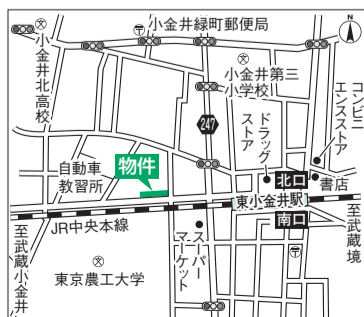 小金井緑町郵便局
N
小金井北高校
小金井第三
小学校
コンビニ
エンスストア
247
ドラッグ
ストア
自動車
教習所
物件
北口
書店
東小金井駅
南口
JR中央本線
スーパー
マーケット
至武蔵小金井
至武蔵境
東京農工大学